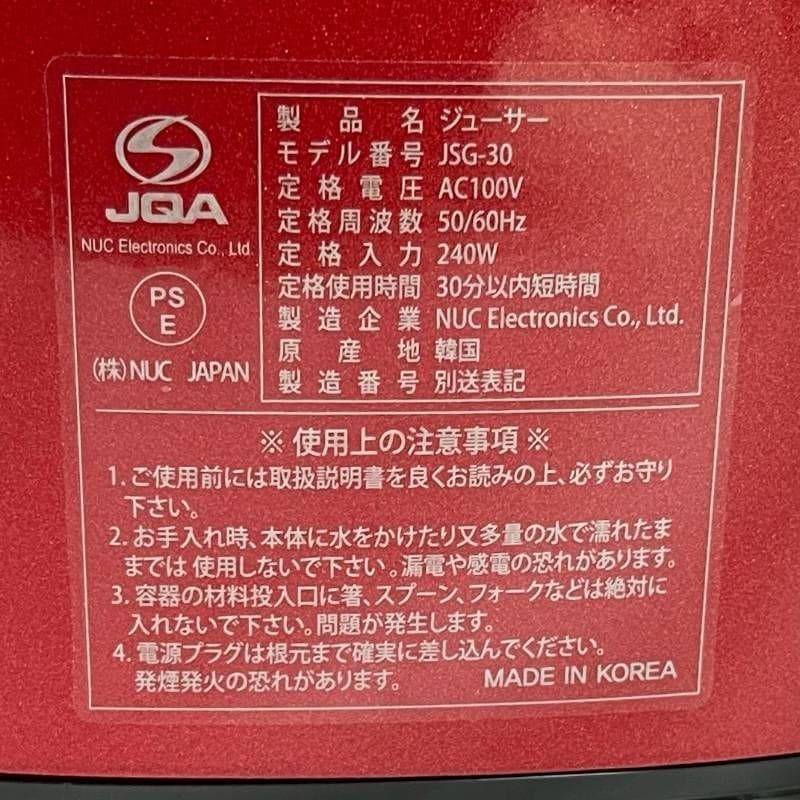 JQA
NUC Electronics Co., Ltd.
PS
E
(株)NUC JAPAN
製品名 ジューサー
モデル番号 JSG-30
定格電圧 AC100V
定格周波数 50/60Hz
定格入力 240W
定格使用時間 30分以内短時間
製造企業 NUC Electronics Co., Ltd.
原産地 韓国
製造番号 別送表記
※ 使用上の注意事項 ※
1. ご使用前には取扱説明書を良くお読みの上、必ずお守り
下さい。
2. お手入れ時、本体に水をかけたり又多量の水で濡れたま
までは 使用しないで下さい。漏電や感電の恐れがあります。
3. 容器の材料投入口に箸、スプーン、フォークなどは絶対に
入れないで下さい。問題が発生します。
4. 電源プラグは根元まで確実に差し込んでください。
発煙発火の恐れがあります。
MADE IN KOREA